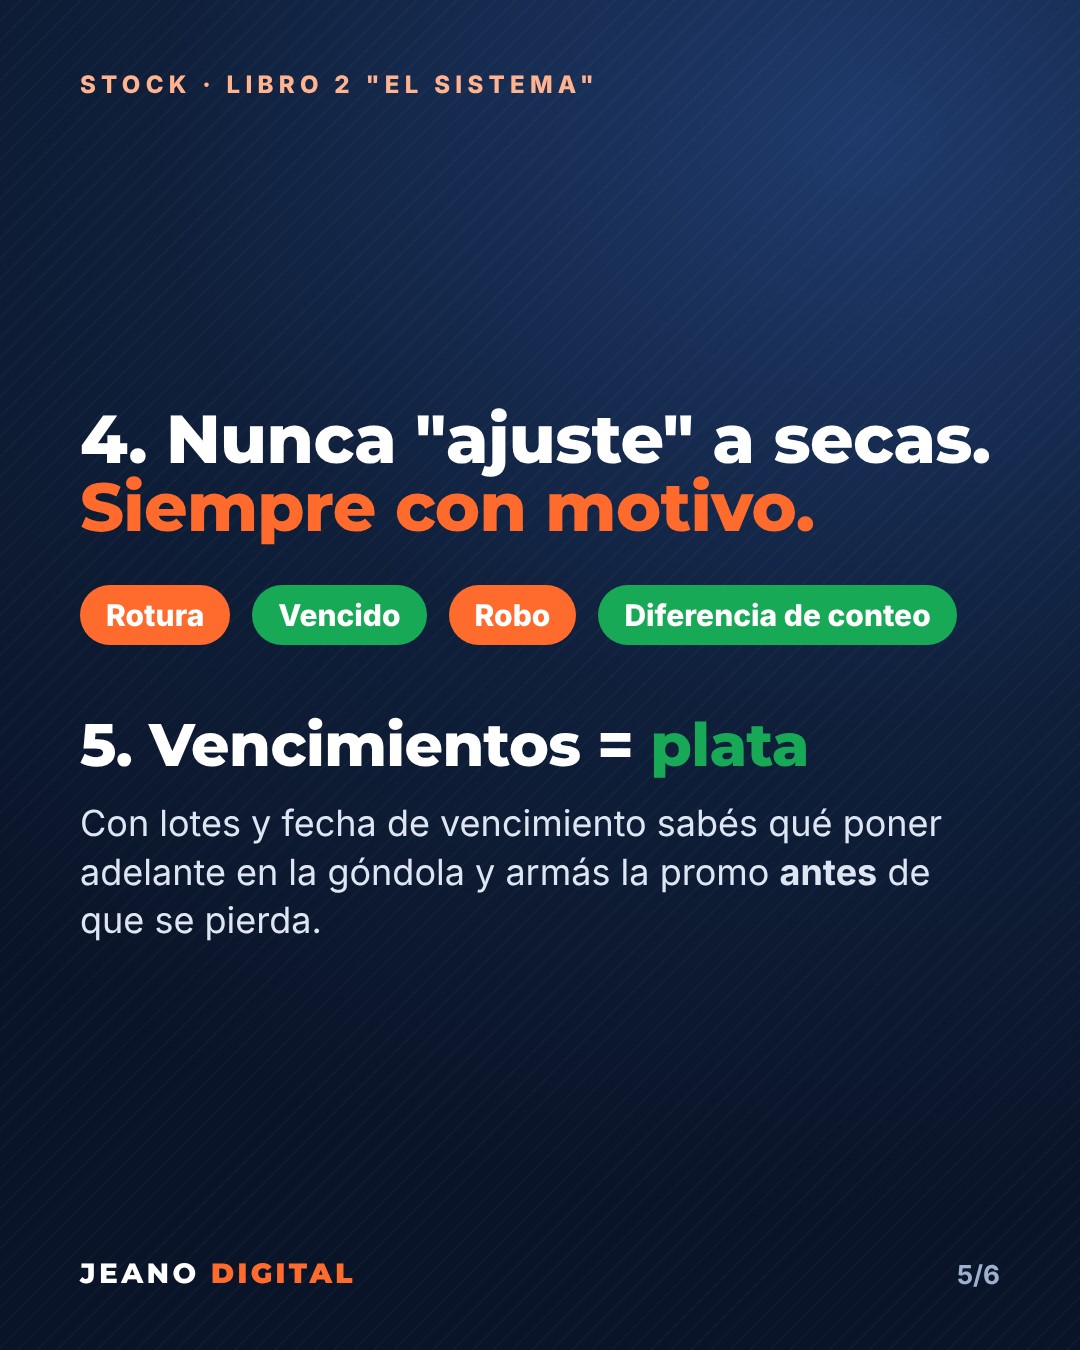 STOCK · LIBRO 2 "EL SISTEMA"
4. Nunca "ajuste" a secas.
Siempre con motivo.
Rotura Vencido Robo Diferencia de conteo
5. Vencimientos = plata
Con lotes y fecha de vencimiento sabés qué poner
adelante en la góndola y armás la promo antes de
que se pierda.
JEANO DIGITAL 5/6